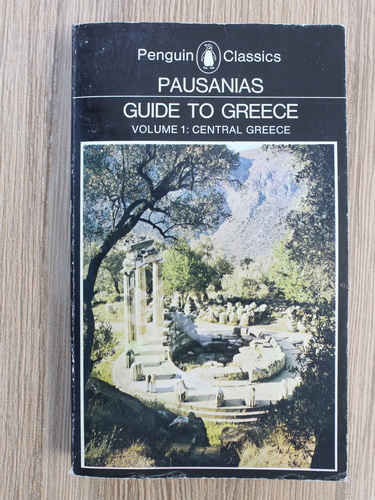 Penguin Classics
PAUSANIAS
GUIDE TO GREECE
VOLUME 1: CENTRAL GREECE